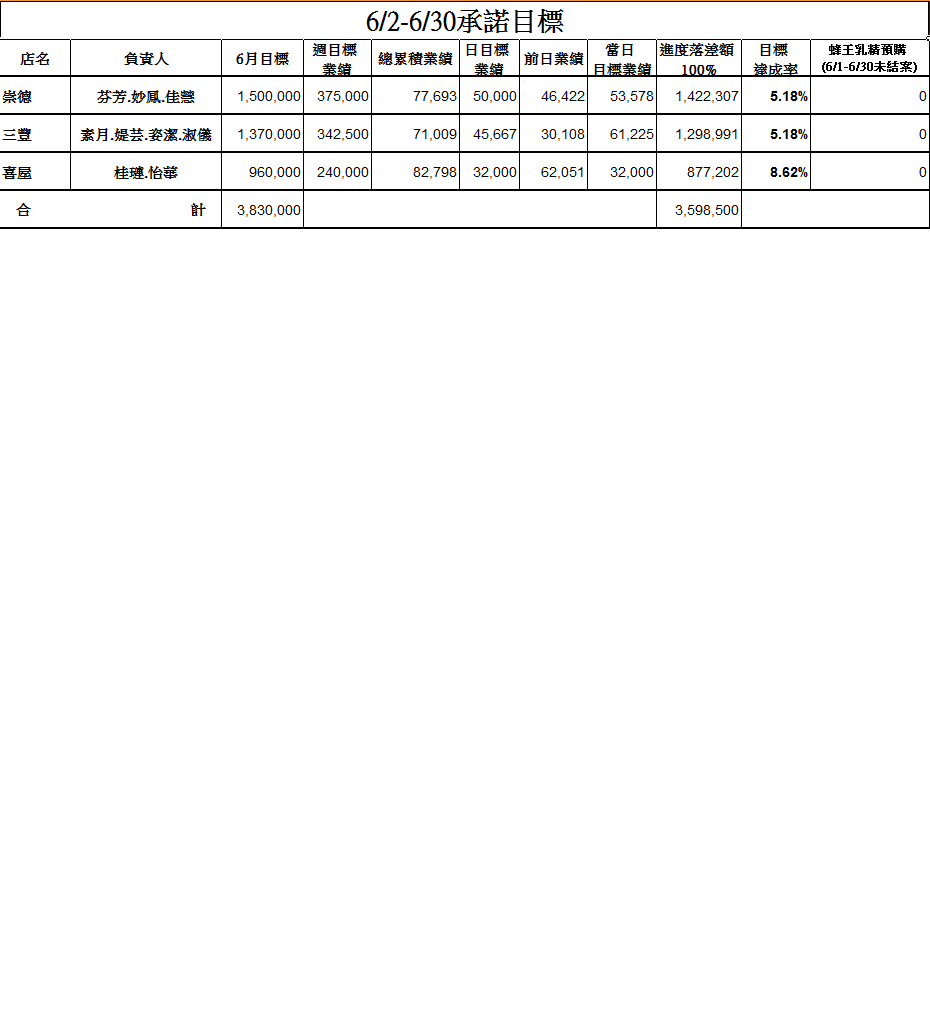 6/2-6/30承諾目標
店名 負責人 6月目標 週目標業績 總累積業績 日目標業績 前日業績 當日目標業績 進度落差額100% 目標達成率 蜂王乳精預購(6/1-6/30未結案)
崇德 芬芳.妙鳳.佳慧 1,500,000 375,000 77,693 50,000 46,422 53,578 1,422,307 5.18% 0
三豐 素月.媞芸.姿潔.淑儀 1,370,000 342,500 71,009 45,667 30,108 61,225 1,298,991 5.18% 0
喜屋 桂璉.怡華 960,000 240,000 82,798 32,000 62,051 32,000 877,202 8.62% 0
合計 3,830,000 3,598,500